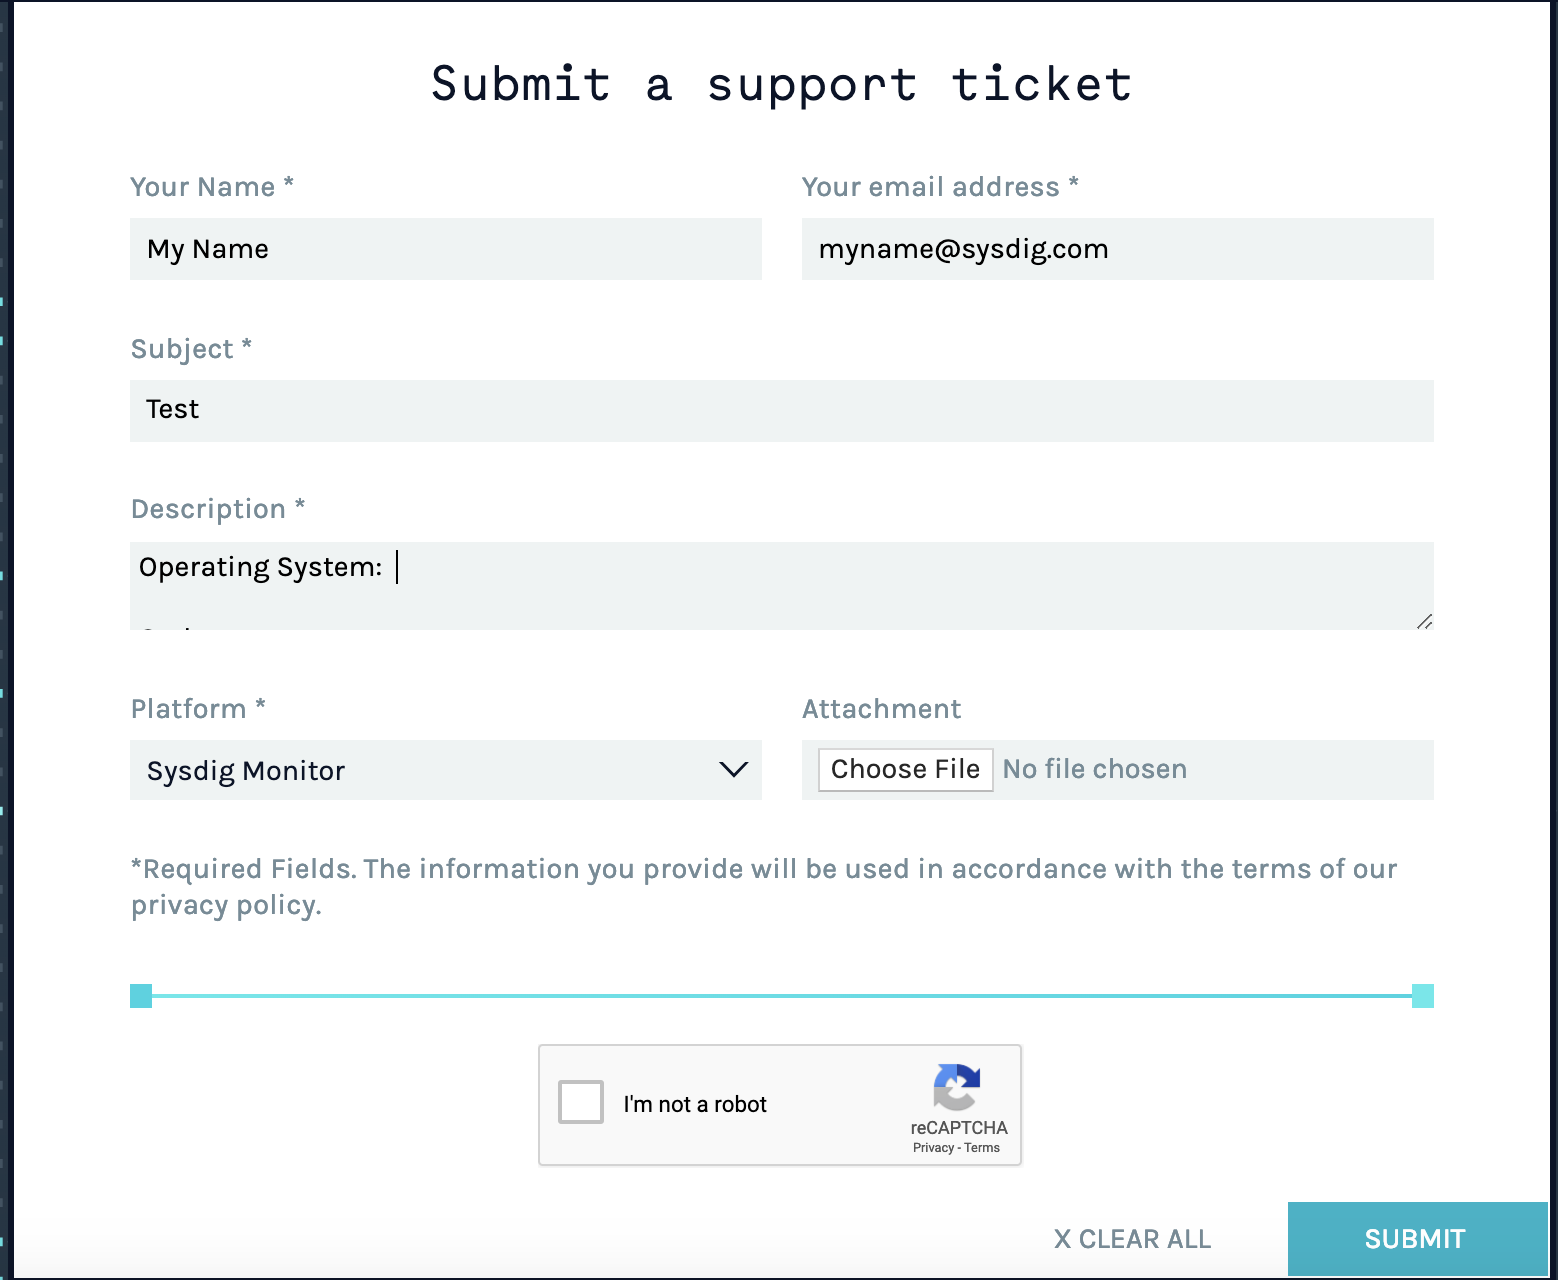 Submit a support ticket
Your Name *
Your email address *
My Name
myname@sysdig.com
Subject *
Test
Description *
Operating System:
Platform *
Attachment
Sysdig Monitor
Choose File No file chosen
*Required Fields. The information you provide will be used in accordance with the terms of our
privacy policy.
I'm not a robot
reCAPTCHA
Privacy - Terms
X CLEAR ALL
SUBMIT